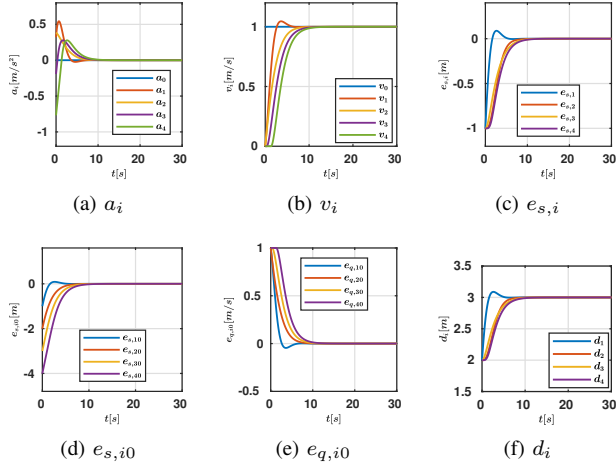 0.5
0
-0.5
-1
a_i[m/s²]
a_0
a_1
a_2
a_3
a_4
0 10 20 30
t[s]
(a) a_i
1
0.5
0
v_i[m/s]
v_0
v_1
v_2
v_3
v_4
0 10 20 30
t[s]
(b) v_i
0
-0.5
-1
e_{s,i}[m]
e_{s,1}
e_{s,2}
e_{s,3}
e_{s,4}
0 10 20 30
t[s]
(c) e_{s,i}
0
-2
-4
e_{s,i0}[m]
e_{s,10}
e_{s,20}
e_{s,30}
e_{s,40}
0 10 20 30
t[s]
(d) e_{s,i0}
1
0.5
0
-0.5
e_{q,i0}[m/s]
e_{q,10}
e_{q,20}
e_{q,30}
e_{q,40}
0 10 20 30
t[s]
(e) e_{q,i0}
3.5
3
2.5
2
1.5
d_i[m]
d_1
d_2
d_3
d_4
0 10 20 30
t[s]
(f) d_i